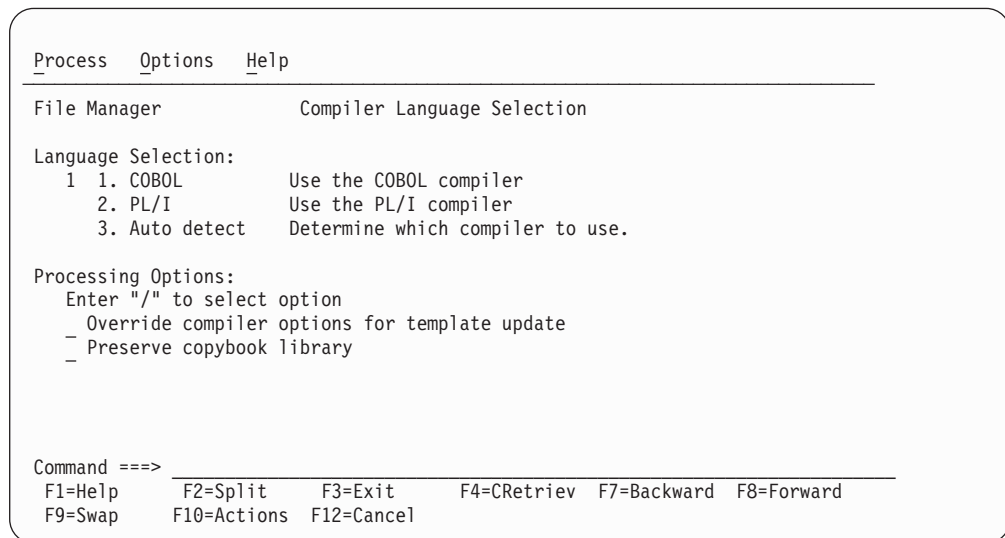 Process   Options   Help
File Manager             Compiler Language Selection
Language Selection:
1  1. COBOL       Use the COBOL compiler
2. PL/I        Use the PL/I compiler
3. Auto detect    Determine which compiler to use.
Processing Options:
Enter "/" to select option
_ Override compiler options for template update
_ Preserve copybook library
Command ===> ____________________
F1=Help      F2=Split     F3=Exit      F4=CRetriev  F7=Backward  F8=Forward
F9=Swap     F10=Actions  F12=Cancel